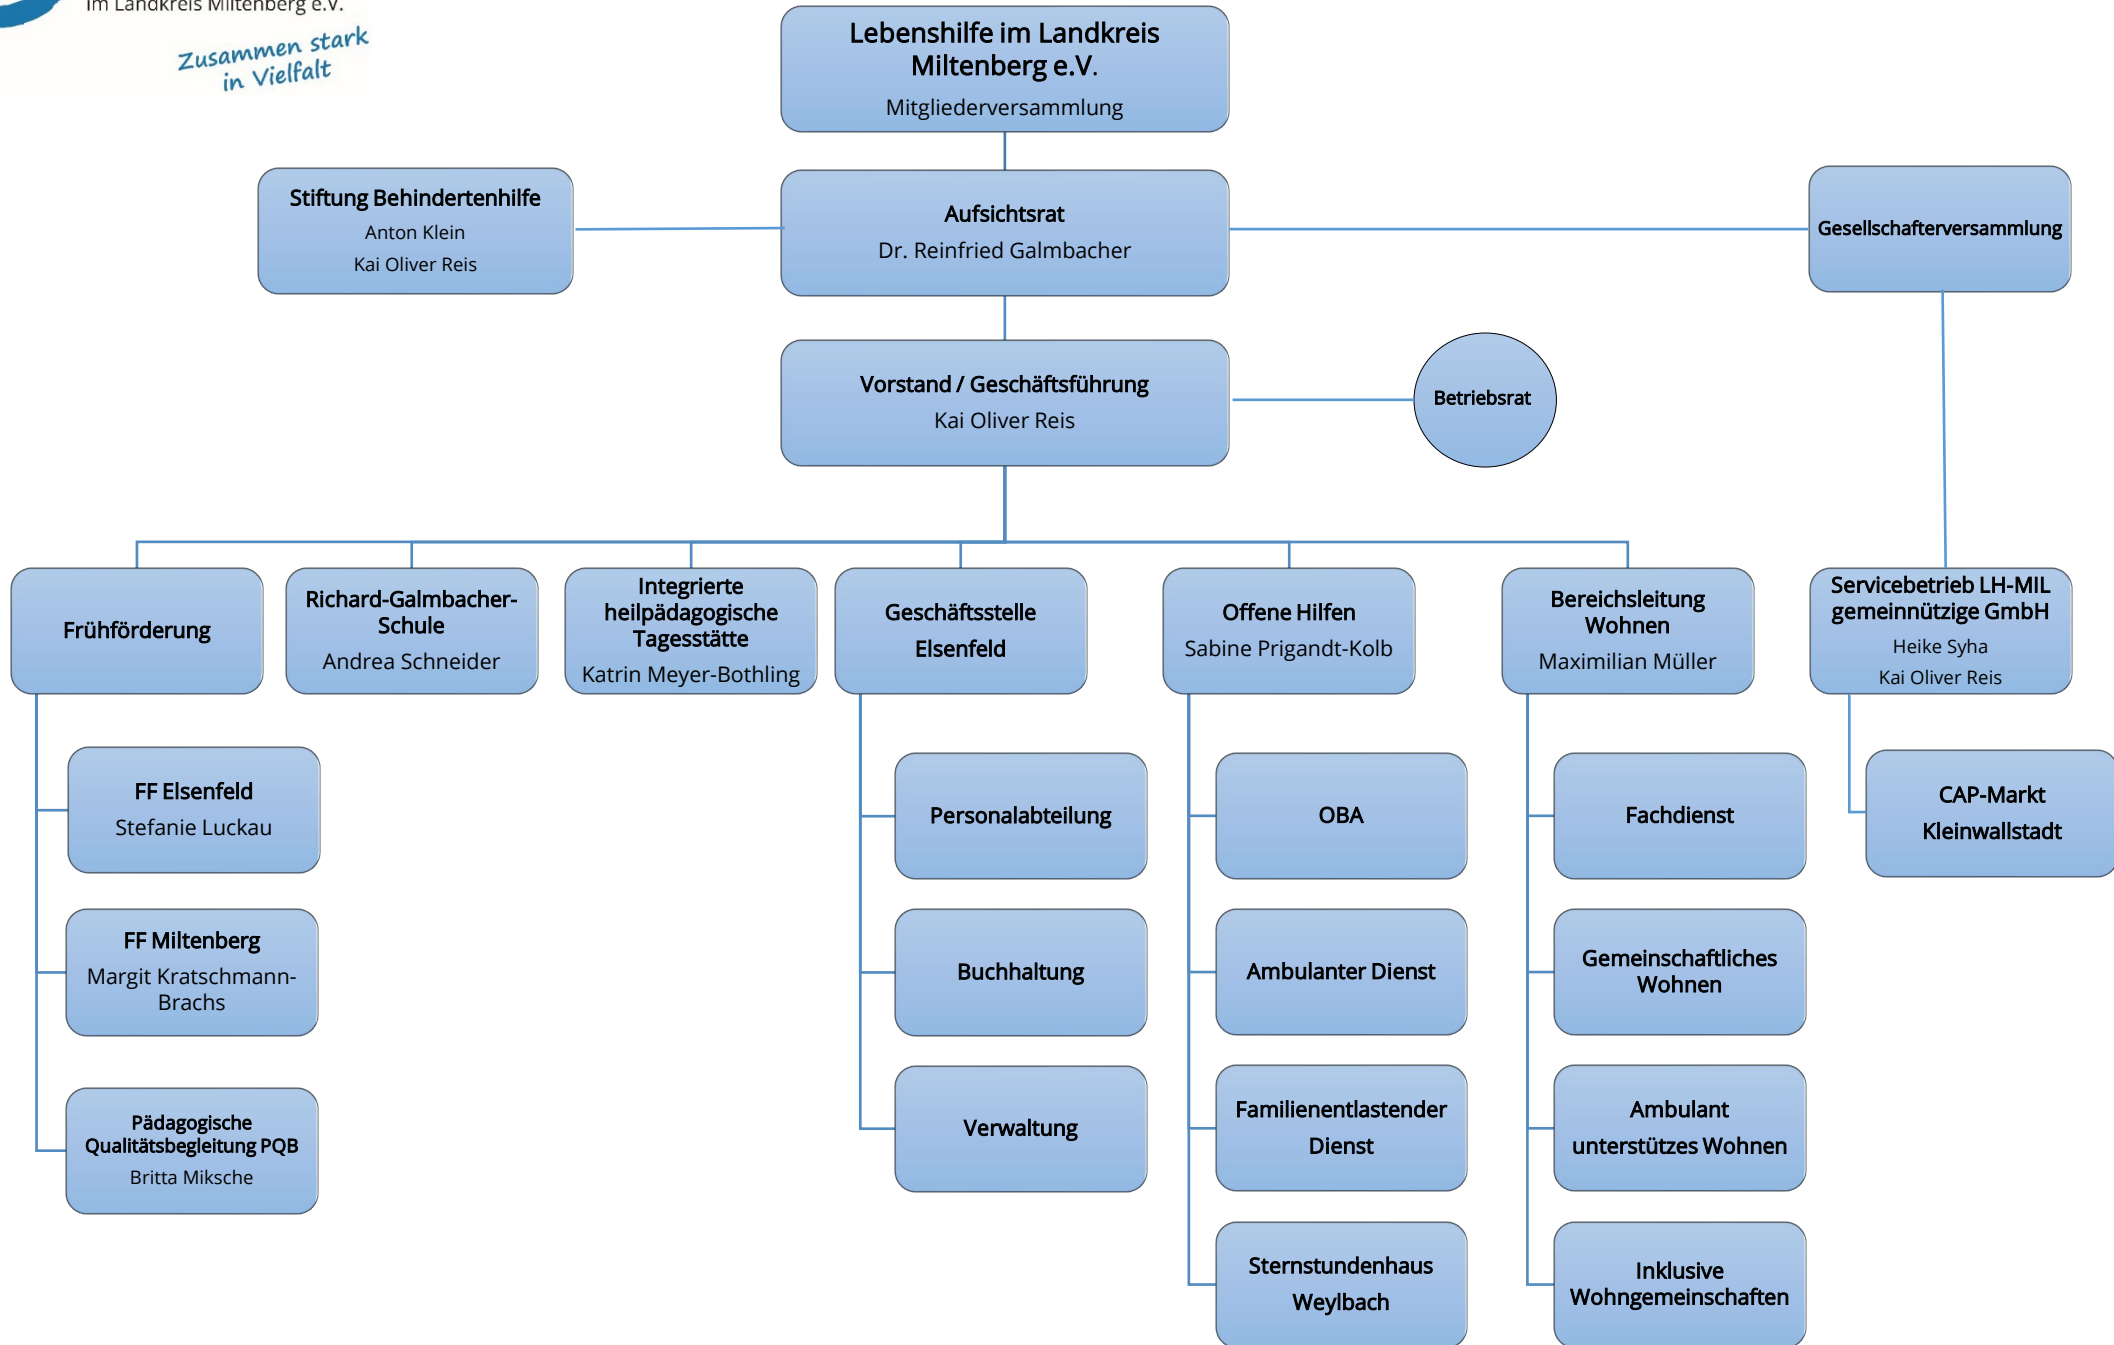 im Landkreis Miltenberg e.V.
Zusammen stark
in Vielfalt
Lebenshilfe im Landkreis
Miltenberg e.V.
Mitgliederversammlung
Stiftung Behindertenhilfe
Anton Klein
Kai Oliver Reis
Aufsichtsrat
Dr. Reinfried Galmbacher
Gesellschafterversammlung
Vorstand / Geschäftsführung
Kai Oliver Reis
Betriebsrat
Frühförderung
Richard-Galmbacher-
Schule
Andrea Schneider
Integrierte
heilpädagogische
Tagesstätte
Katrin Meyer-Bothling
Geschäftsstelle
Elsenfeld
Offene Hilfen
Sabine Prigandt-Kolb
Bereichsleitung
Wohnen
Maximilian Müller
Servicebetrieb LH-MIL
gemeinnützige GmbH
Heike Syha
Kai Oliver Reis
FF Elsenfeld
Stefanie Luckau
FF Miltenberg
Margit Kratschmann-
Brachs
Pädagogische
Qualitätsbegleitung PQB
Britta Miksche
Personalabteilung
Buchhaltung
Verwaltung
OBA
Ambulanter Dienst
Familienentlastender
Dienst
Sternstundenhaus
Weylbach
Fachdienst
Gemeinschaftliches
Wohnen
Ambulant
unterstützes Wohnen
Inklusive
Wohngemeinschaften
CAP-Markt
Kleinwallstadt